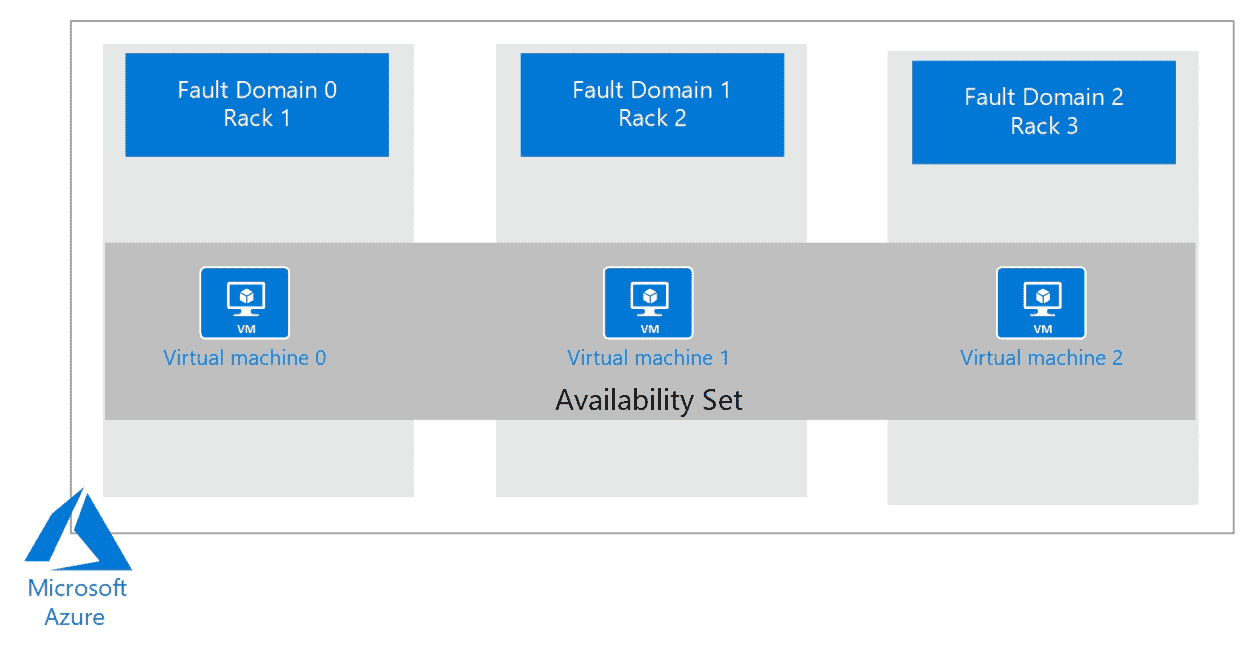 Fault Domain 0
Rack 1
Fault Domain 1
Rack 2
Fault Domain 2
Rack 3
VM
Virtual machine 0
VM
Virtual machine 1
VM
Virtual machine 2
Availability Set
Microsoft
Azure